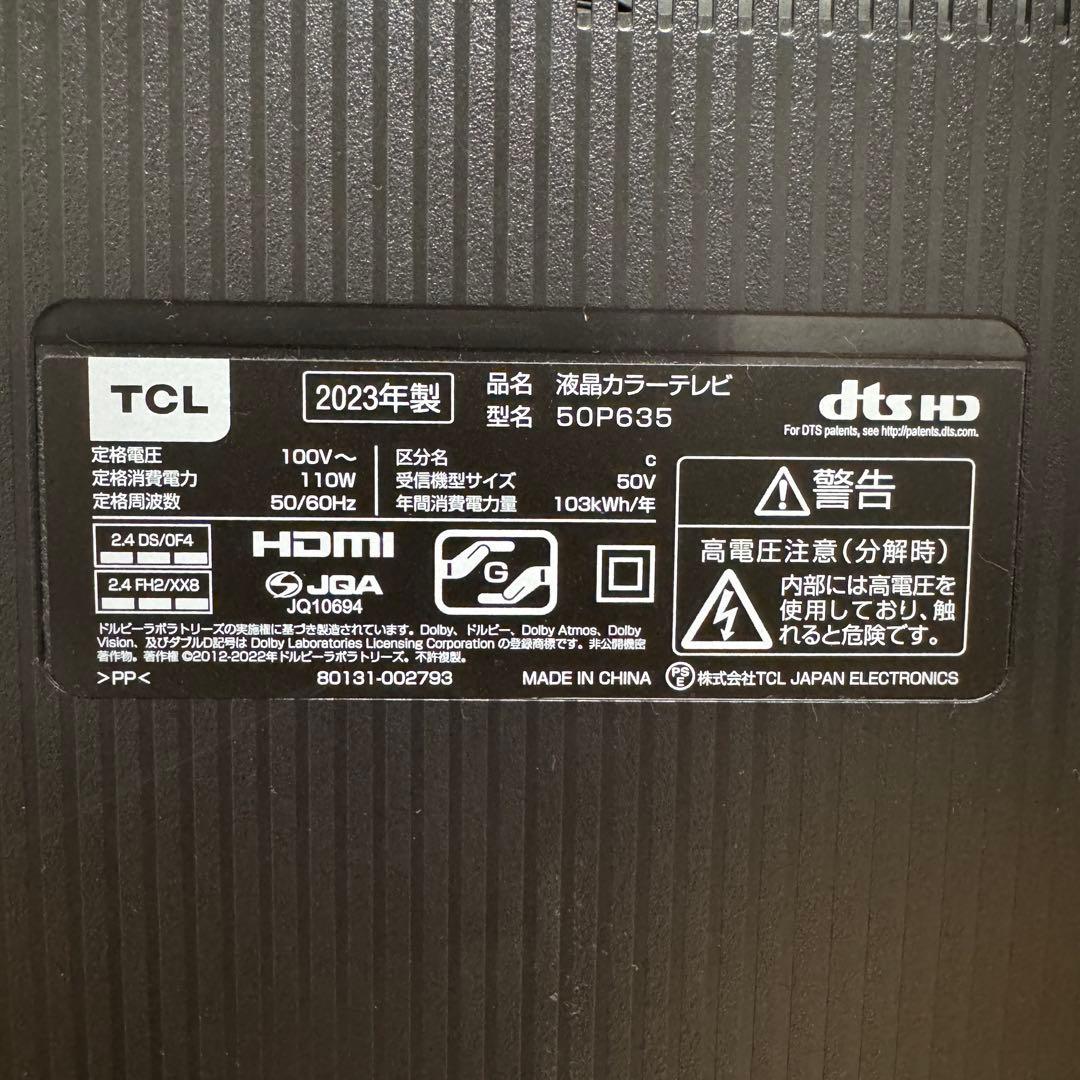 TCL
2023年製
品名 液晶カラーテレビ
型名 50P635
dts HD
For DTS patents, see http://patents.dts.com.
定格電圧 100V～
定格消費電力 110W
定格周波数 50/60Hz
区分名 C
受信機型サイズ 50V
年間消費電力量 103kWh/年
警告
高電圧注意(分解時)
内部には高電圧を
使用しており、触
れると危険です。
2.4 DS/OF4
2.4 FH2/XX8
HDMI
JQA
JQ10694
G
ドルビーラボラトリーズの実施権に基づき製造されています。Dolby、ドルビー、Dolby Atmos、Dolby
Vision、及びダブルD記号は Dolby Laboratories Licensing Corporation の登録商標です。非公開機密
著作物。著作権 ©2012-2022年ドルビーラボラトリーズ。不許複製。
>PP<
80131-002793
MADE IN CHINA
PSE 株式会社TCL JAPAN ELECTRONICS